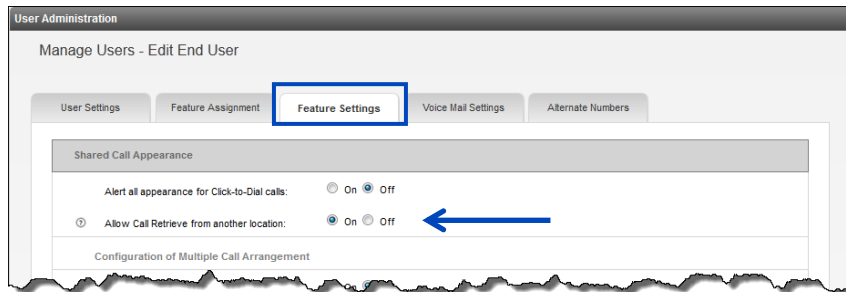 User Administration
Manage Users - Edit End User
User Settings Feature Assignment Feature Settings Voice Mail Settings Alternate Numbers
Shared Call Appearance
Alert all appearance for Click-to-Dial calls: On Off
Allow Call Retrieve from another location: On Off
Configuration of Multiple Call Arrangement
On